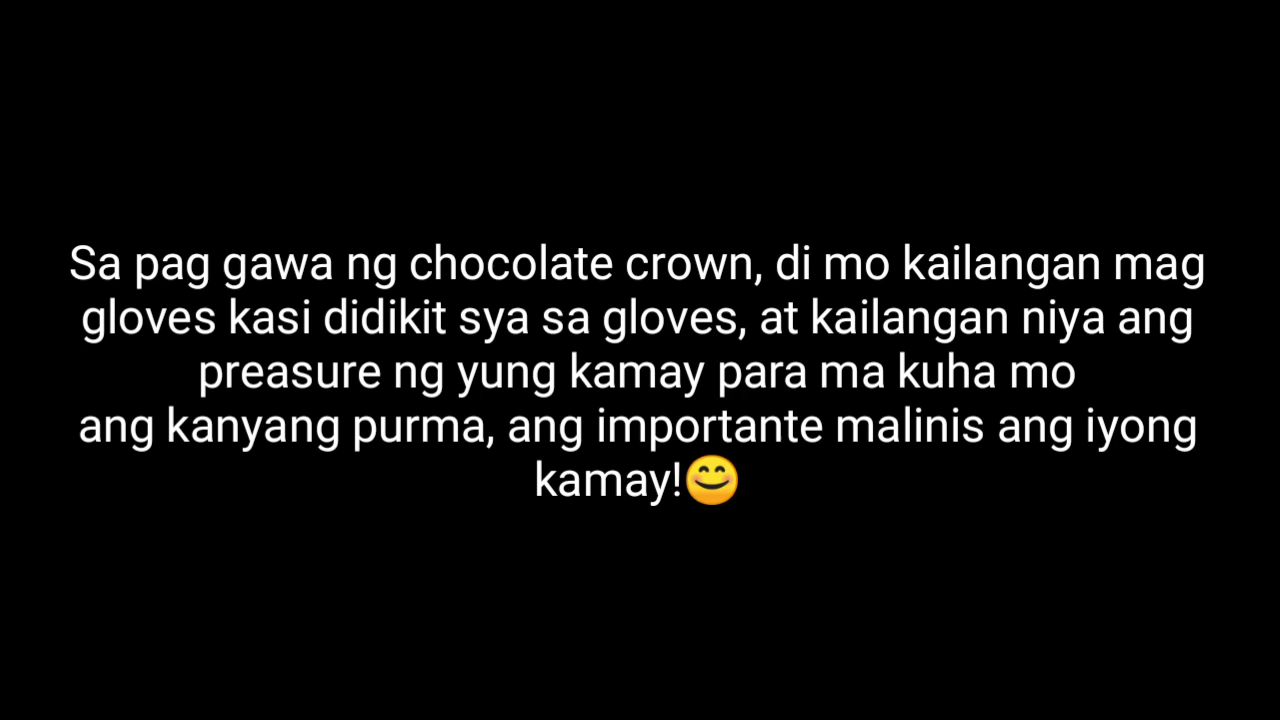 Sa pag gawa ng chocolate crown, di mo kailangan mag
gloves kasi didikit sya sa gloves, at kailangan niya ang
preasure ng yung kamay para ma kuha mo
ang kanyang purma, ang importante malinis ang iyong
kamay!😊